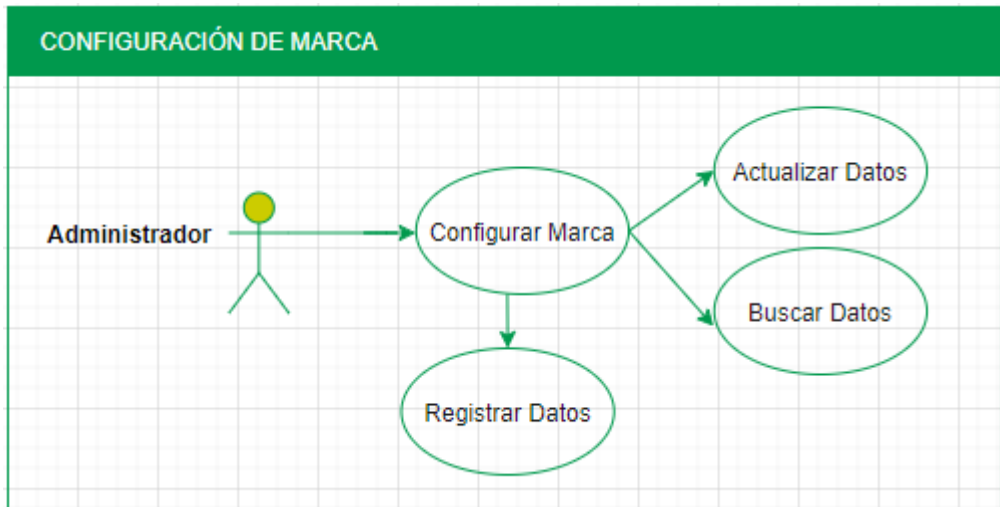 CONFIGURACIÓN DE MARCA
Actualizar Datos
Administrador
Configurar Marca
Buscar Datos
Registrar Datos